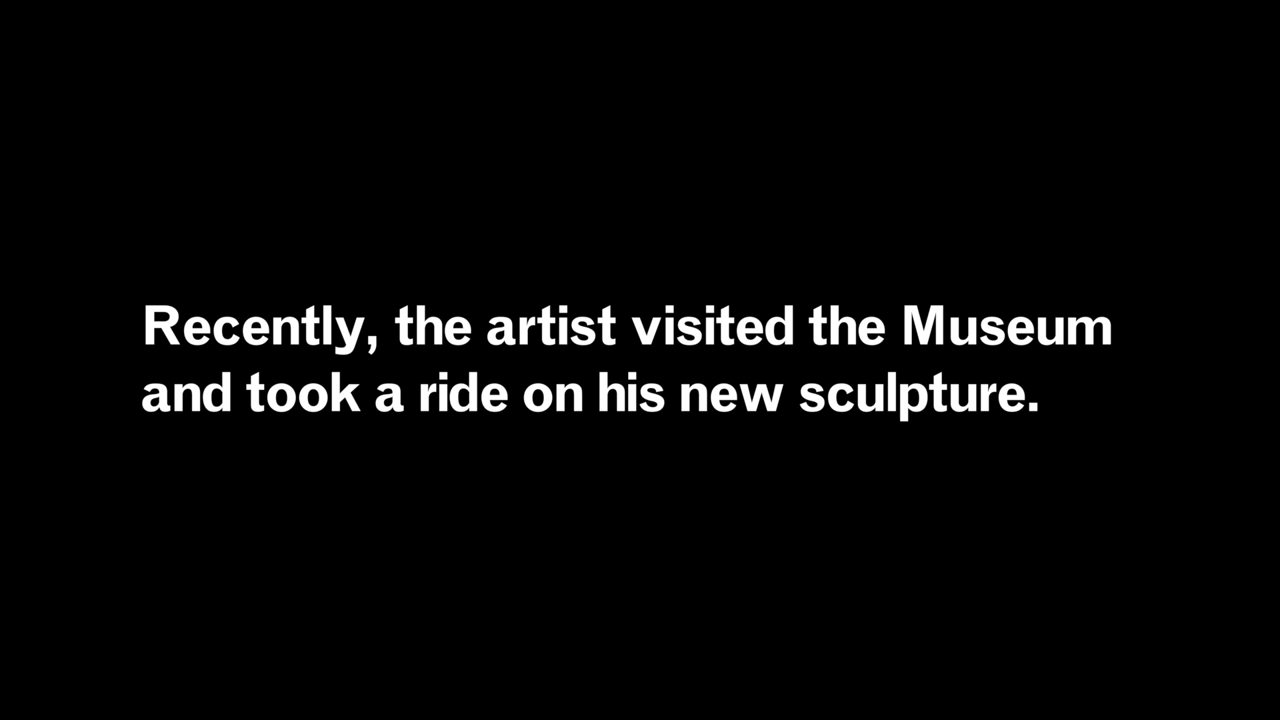 Recently, the artist visited the Museum
and took a ride on his new sculpture.